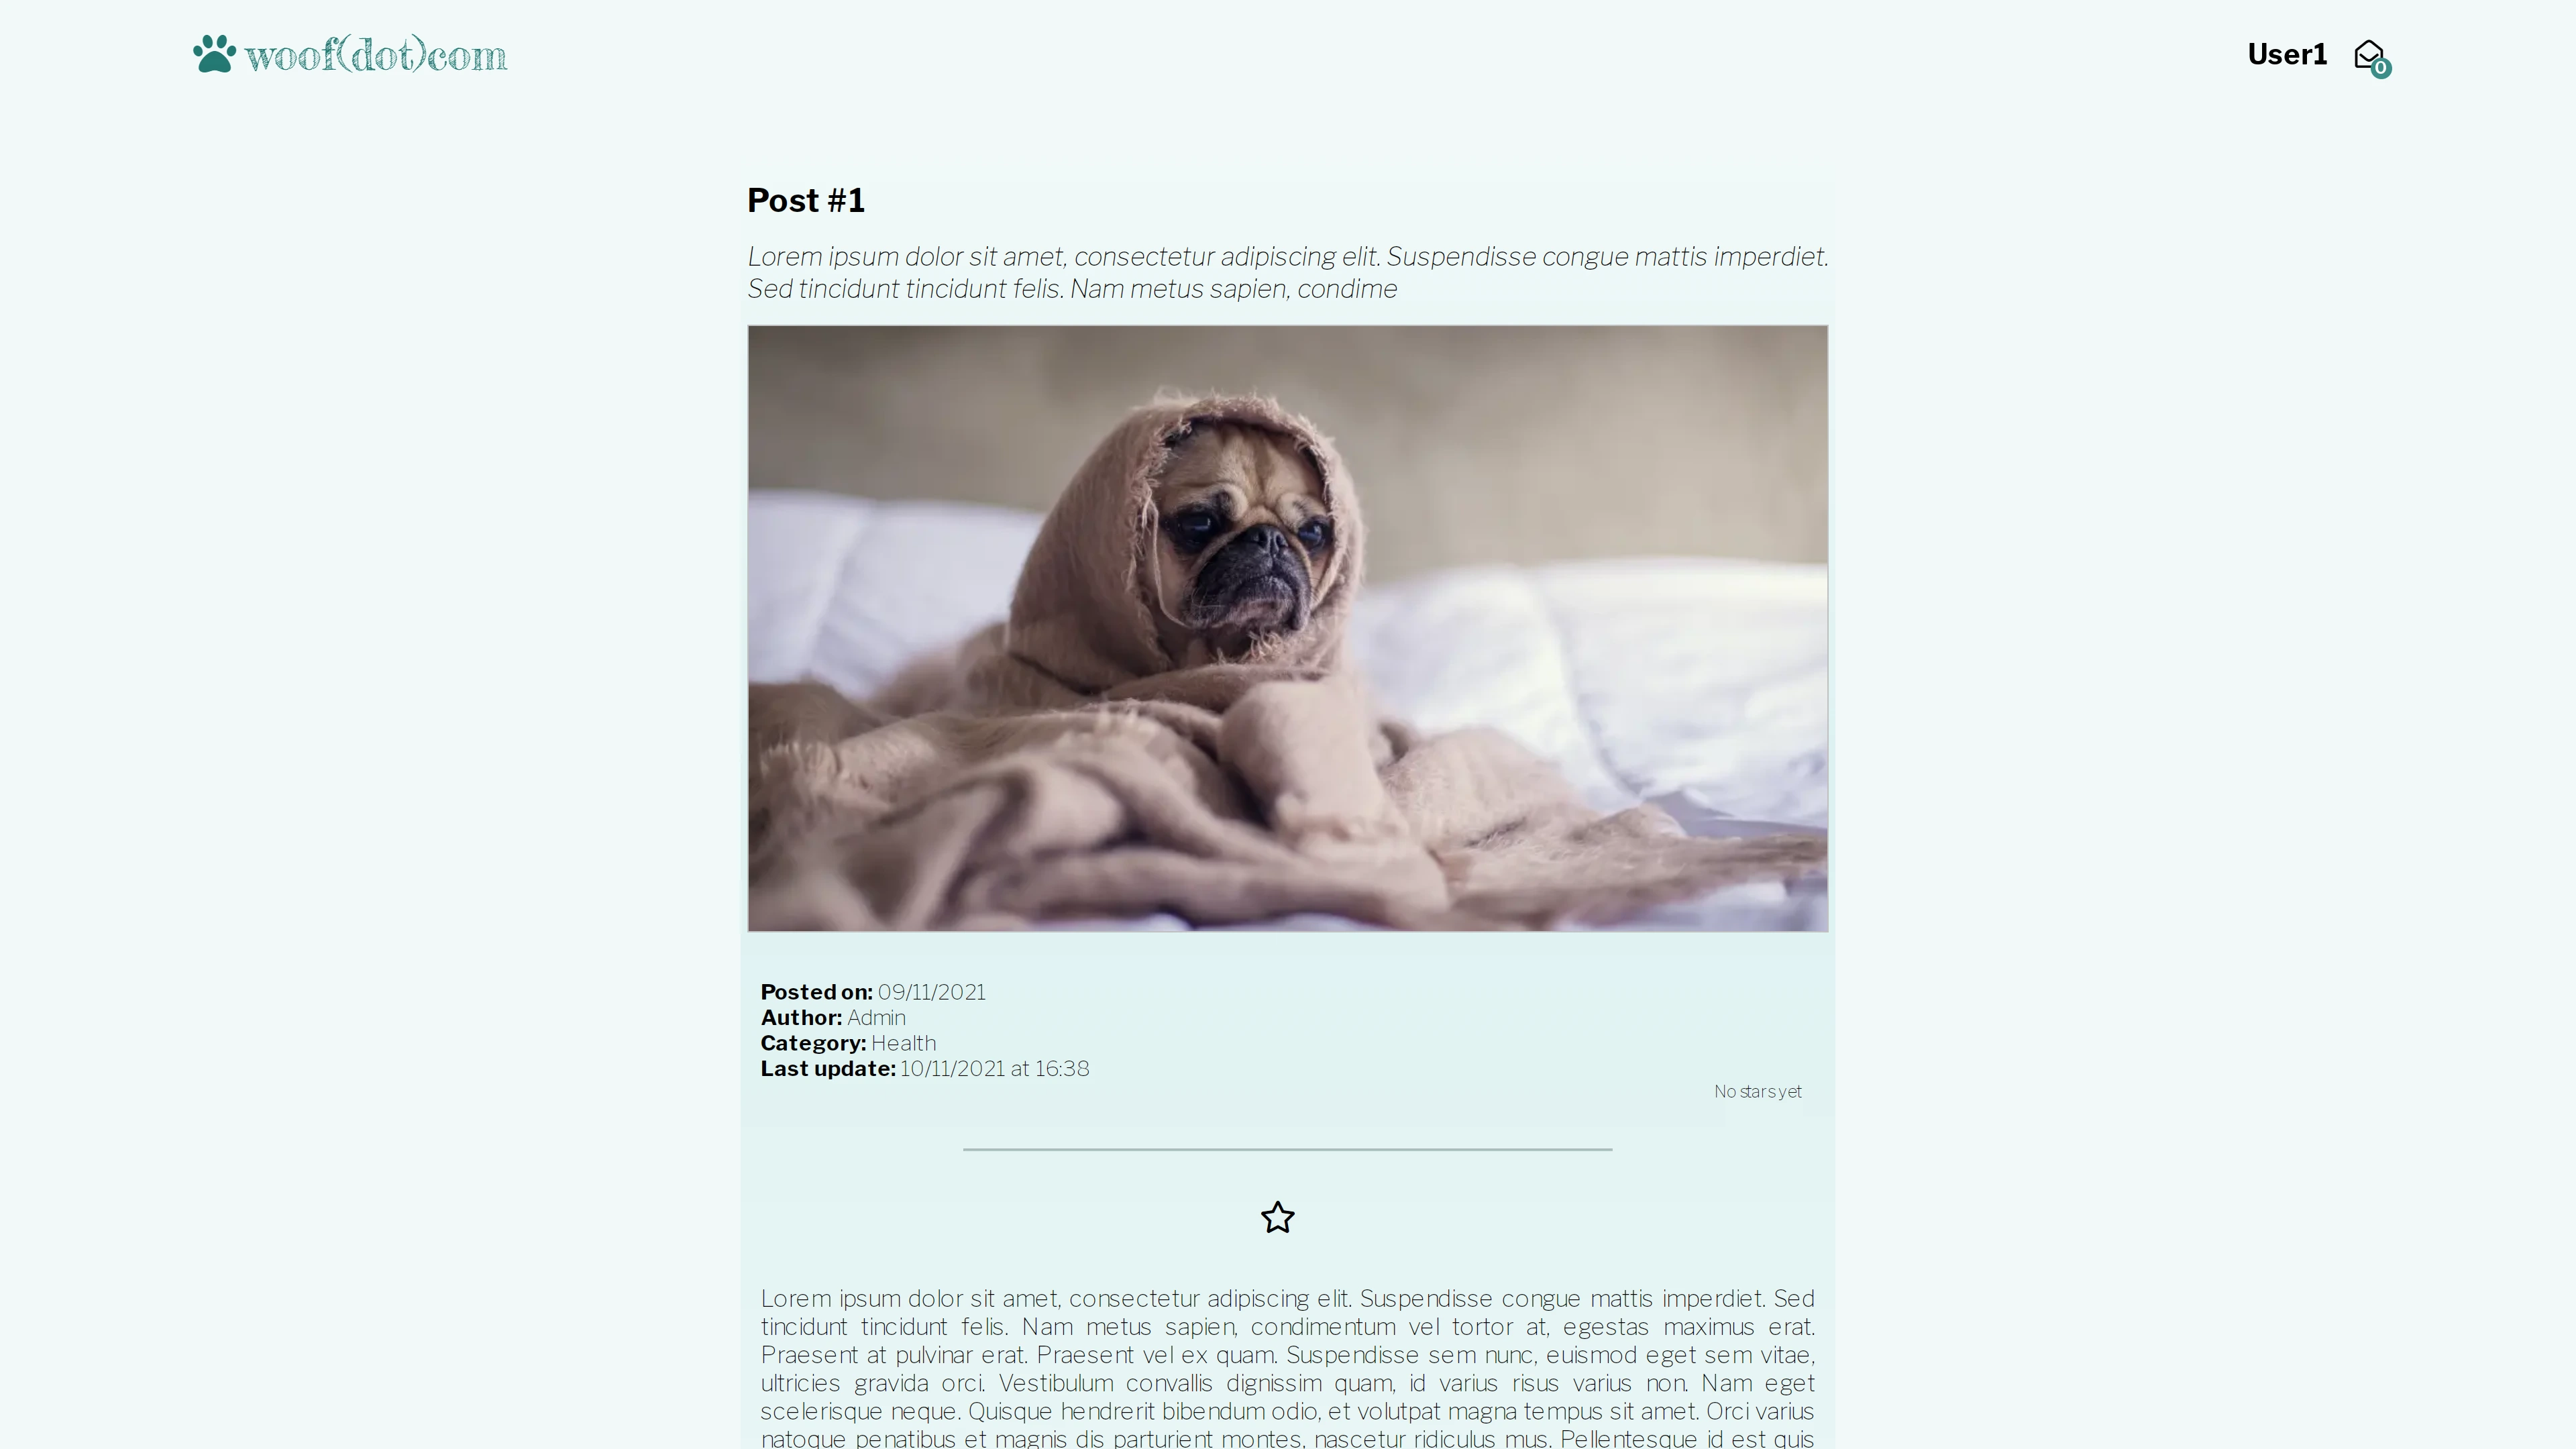 woof(dot)com
User1
0
Post #1
Lorem ipsum dolor sit amet, consectetur adipiscing elit. Suspendisse congue mattis imperdiet.
Sed tincidunt tincidunt felis. Nam metus sapien, condime
Posted on: 09/11/2021
Author: Admin
Category: Health
Last update: 10/11/2021 at 16:38
No stars yet
Lorem ipsum dolor sit amet, consectetur adipiscing elit. Suspendisse congue mattis imperdiet. Sed
tincidunt tincidunt felis. Nam metus sapien, condimentum vel tortor at, egestas maximus erat.
Praesent at pulvinar erat. Praesent vel ex quam. Suspendisse sem nunc, euismod eget sem vitae,
ultricies gravida orci. Vestibulum convallis dignissim quam, id varius risus varius non. Nam eget
scelerisque neque. Quisque hendrerit bibendum odio, et volutpat magna tempus sit amet. Orci varius
natoque penatibus et magnis dis parturient montes, nascetur ridiculus mus. Pellentesque id est quis